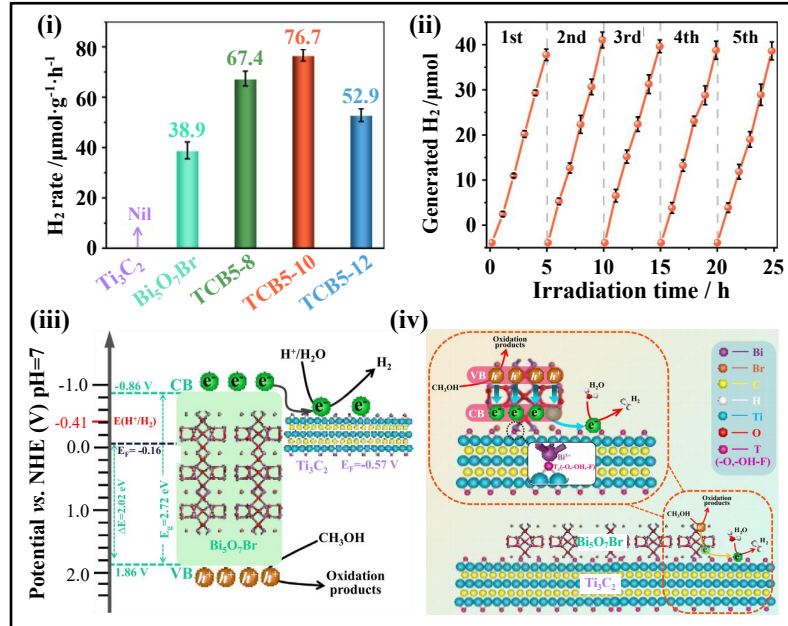 (i)
H₂ rate /μmol·g⁻¹·h⁻¹
80
60
40
20
0
Nil
38.9
67.4
76.7
52.9
Ti₃C₂
Bi₅O₇Br
TCB5-8
TCB5-10
TCB5-12
(ii)
Generated H₂ /μmol
40
30
20
10
0
1st
2nd
3rd
4th
5th
0 5 10 15 20 25
Irradiation time / h
(iii)
Potential vs. NHE (V) pH=7
-1.0
-0.41
0.0
1.0
2.0
-0.86 V
CB
e⁻ e⁻ e⁻
E(H⁺/H₂)
E_F= -0.16
ΔE=2.02 eV
E_g=2.72 eV
1.86 V
VB
h⁺ h⁺ h⁺ h⁺
Bi₅O₇Br
H⁺/H₂O
H₂
e⁻ e⁻
Ti₃C₂
E_F=-0.57 V
CH₃OH
Oxidation
products
(iv)
Oxidation
products
VB
h⁺ h⁺ h⁺ h⁺
CH₃OH
CB
e⁻ e⁻ e⁻
H₂O
H₂
e⁻
Bi³⁺
Bi
Br
C
H
Ti
O
T
(-O,-OH,-F)
Oxidation
products
CH₃OH
H₂O
H₂
Bi₅O₇Br
Ti₃C₂